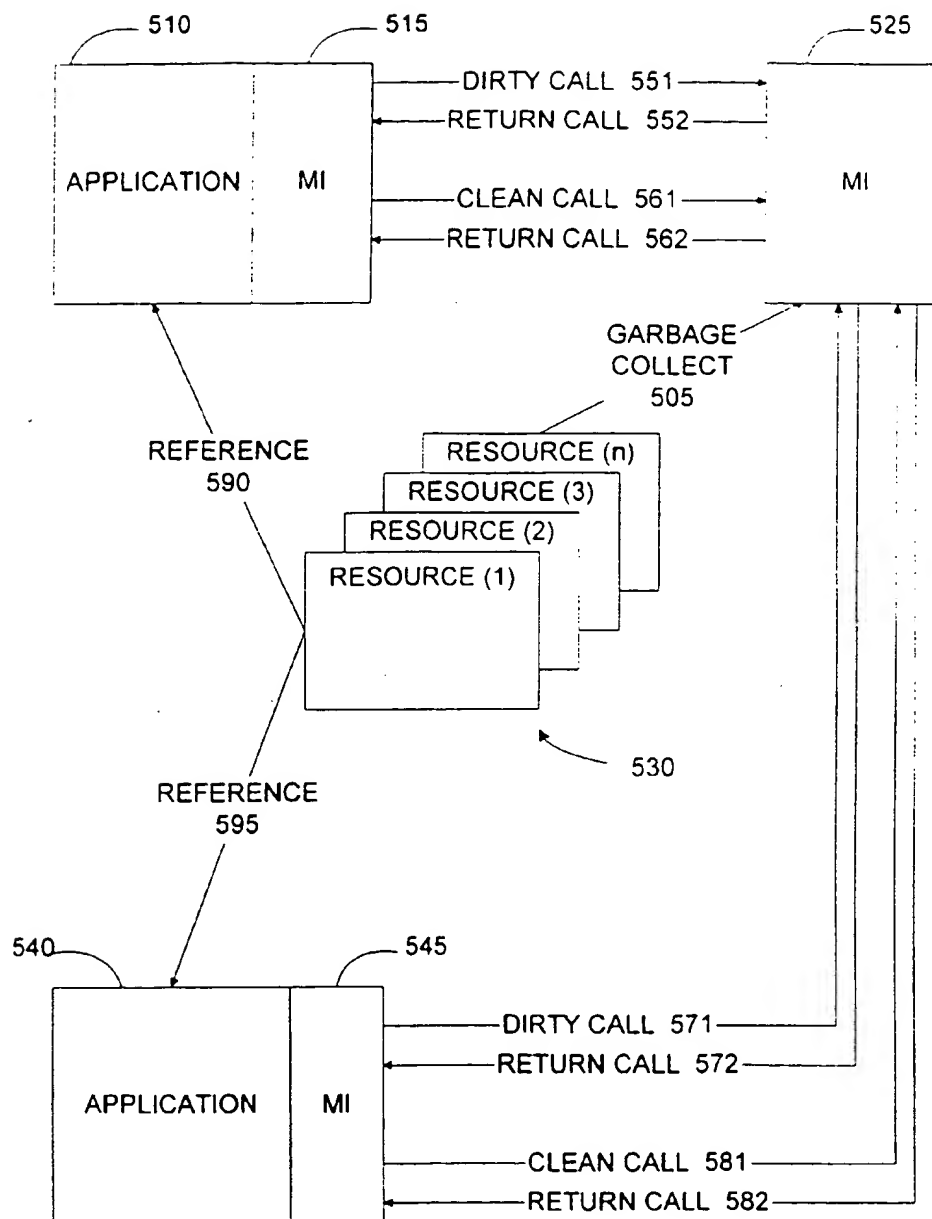 510
515
525
DIRTY CALL 551
RETURN CALL 552
APPLICATION
MI
MI
CLEAN CALL 561
RETURN CALL 562
GARBAGE
COLLECT
505
REFERENCE
590
RESOURCE (n)
RESOURCE (3)
RESOURCE (2)
RESOURCE (1)
530
REFERENCE
595
540
545
DIRTY CALL 571
RETURN CALL 572
APPLICATION
MI
CLEAN CALL 581
RETURN CALL 582